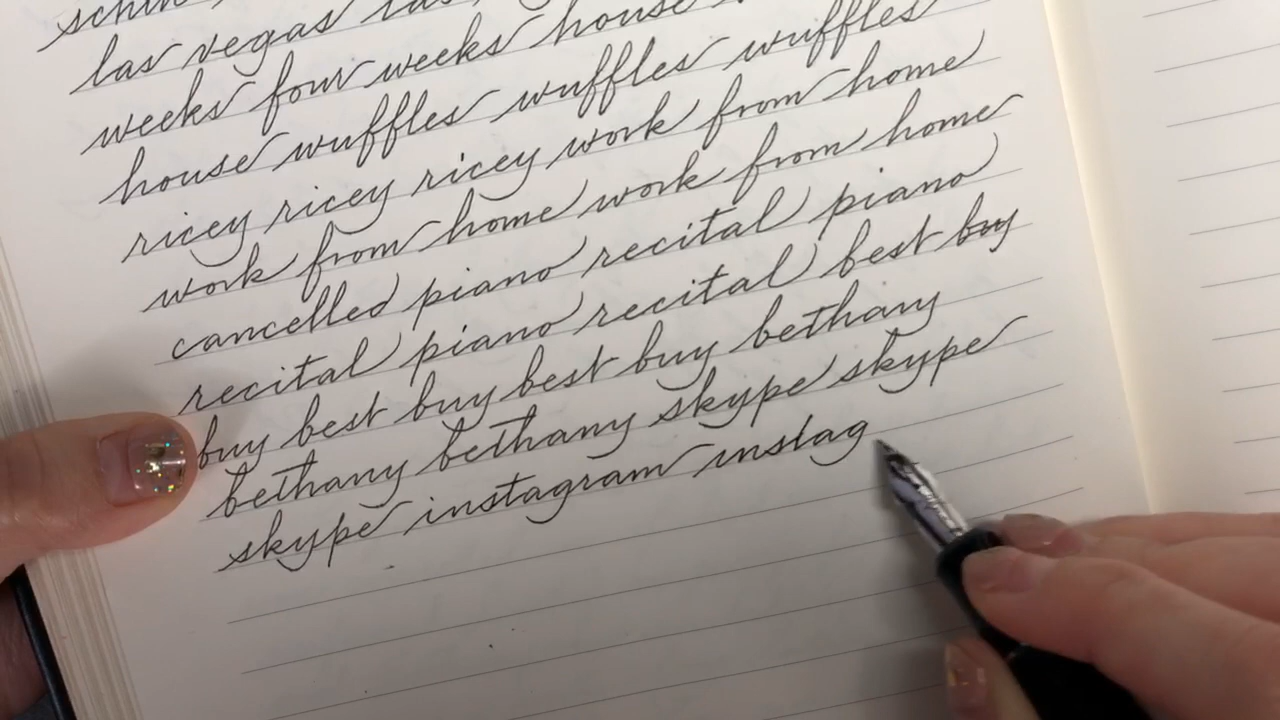 las vegas las
weeks four weeks house
house wuffles wuffles wuffles
ricey ricey ricey work from home
work from home work from home
cancelled piano recital piano
recital piano recital best buy
buy best buy best buy bethany
bethany bethany skype skype
skype instagram instag